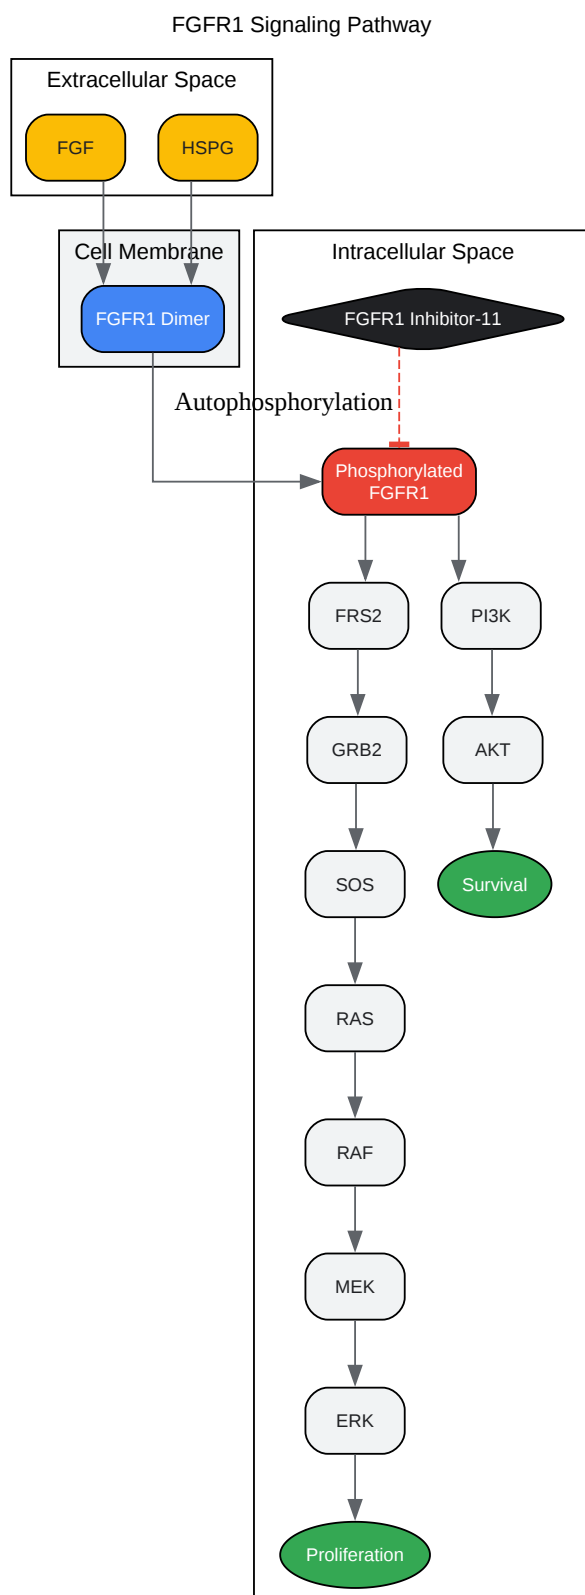 FGFR1 Signaling Pathway
Extracellular Space
FGF
HSPG
Cell Membrane
Intracellular Space
FGFR1 Dimer
FGFR1 Inhibitor-11
Autophosphorylation
Phosphorylated
FGFR1
FRS2
PI3K
GRB2
AKT
SOS
Survival
RAS
RAF
MEK
ERK
Proliferation